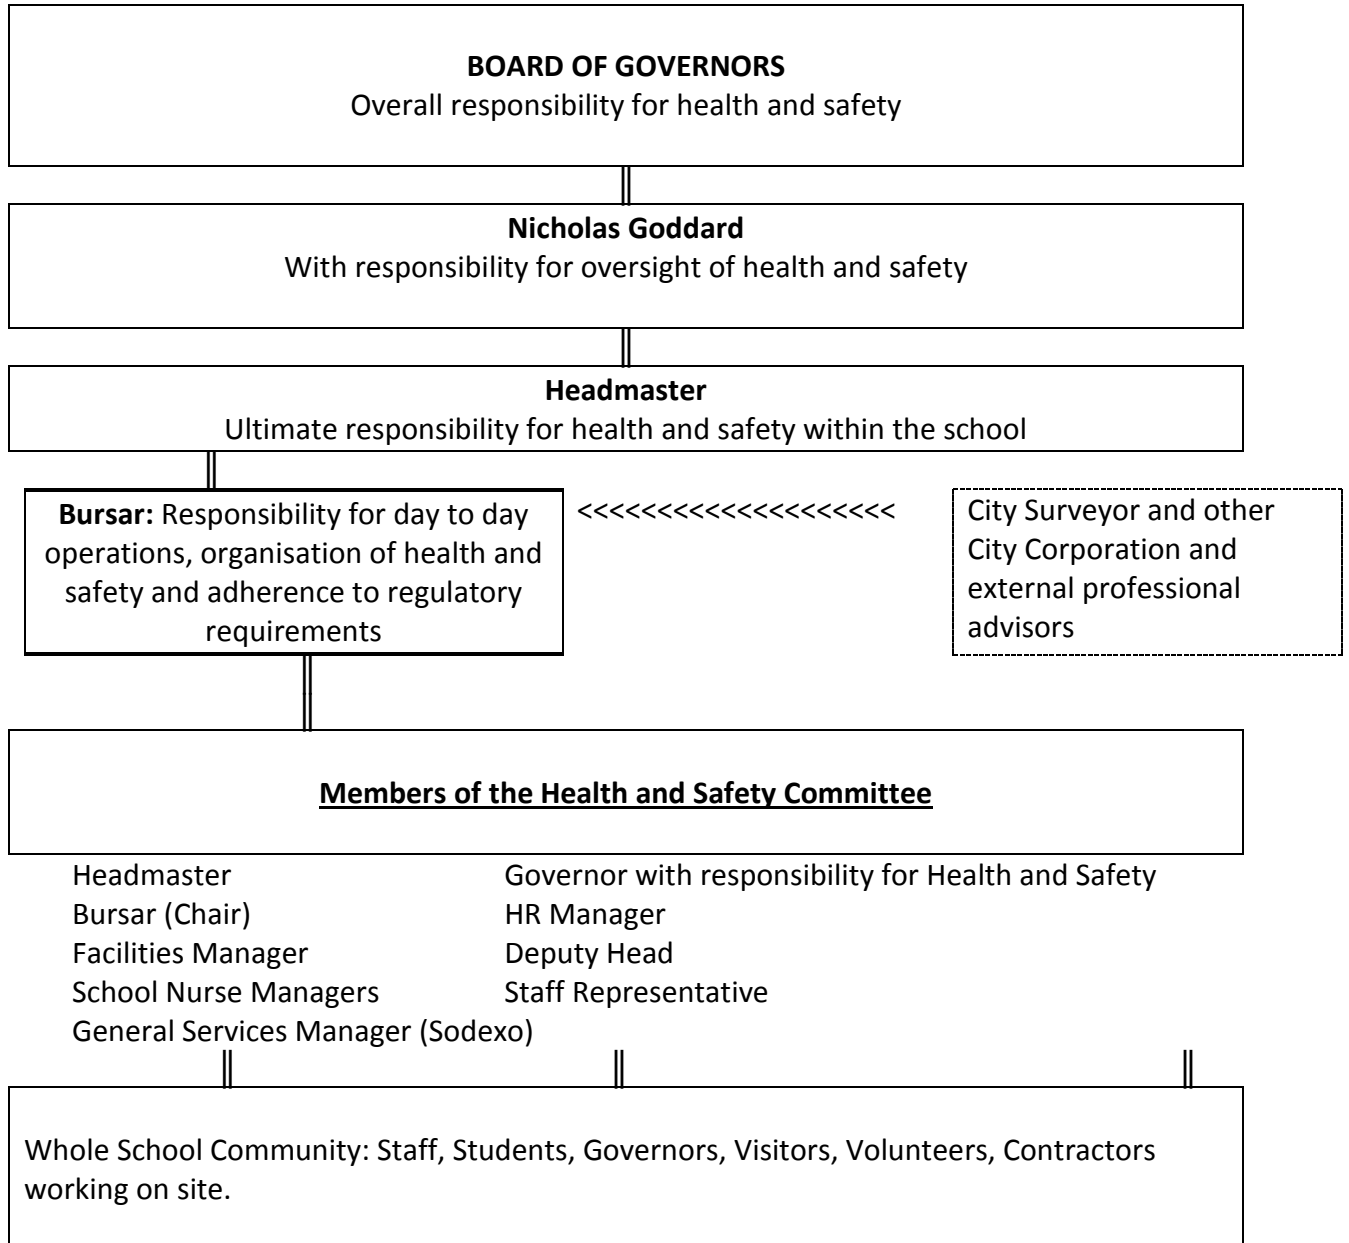 BOARD OF GOVERNORS
Overall responsibility for health and safety
Nicholas Goddard
With responsibility for oversight of health and safety
Headmaster
Ultimate responsibility for health and safety within the school
Bursar: Responsibility for day to day
operations, organisation of health and
safety and adherence to regulatory
requirements
<<<<<<<<<<<<<<<<<<<<
City Surveyor and other
City Corporation and
external professional
advisors
Members of the Health and Safety Committee
Headmaster
Bursar (Chair)
Facilities Manager
School Nurse Managers
General Services Manager (Sodexo)
Governor with responsibility for Health and Safety
HR Manager
Deputy Head
Staff Representative
Whole School Community: Staff, Students, Governors, Visitors, Volunteers, Contractors
working on site.